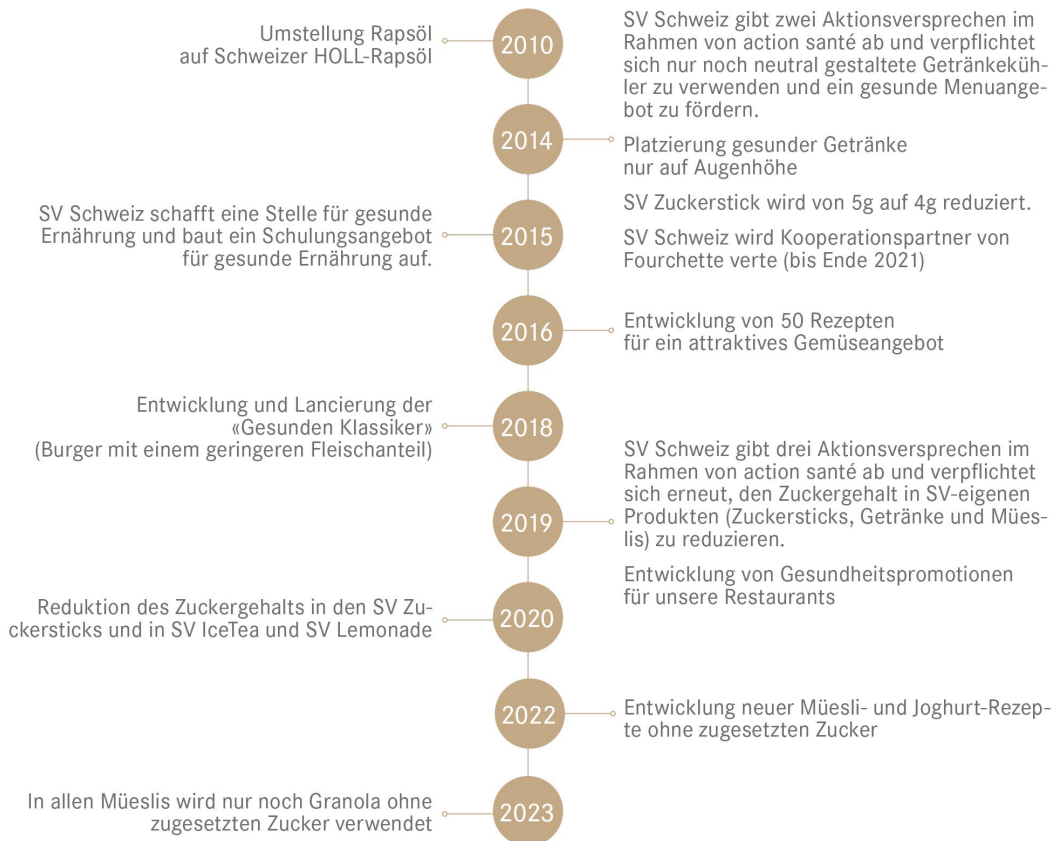 2010
Umstellung Rapsöl
auf Schweizer HOLL-Rapsöl
2014
SV Schweiz gibt zwei Aktionsversprechen im
Rahmen von action santé ab und verpflichtet
sich nur noch neutral gestaltete Getränkeküh-
ler zu verwenden und ein gesunde Menuange-
bot zu fördern.
Platzierung gesunder Getränke
nur auf Augenhöhe
SV Zuckerstick wird von 5g auf 4g reduziert.
SV Schweiz wird Kooperationspartner von
Fourchette verte (bis Ende 2021)
2015
SV Schweiz schafft eine Stelle für gesunde
Ernährung und baut ein Schulungsangebot
für gesunde Ernährung auf.
2016
Entwicklung von 50 Rezepten
für ein attraktives Gemüseangebot
2018
Entwicklung und Lancierung der
«Gesunden Klassiker»
(Burger mit einem geringeren Fleischanteil)
2019
SV Schweiz gibt drei Aktionsversprechen im
Rahmen von action santé ab und verpflichtet
sich erneut, den Zuckergehalt in SV-eigenen
Produkten (Zuckersticks, Getränke und Mües-
lis) zu reduzieren.
Entwicklung von Gesundheitspromotionen
für unsere Restaurants
2020
Reduktion des Zuckergehalts in den SV Zu-
ckersticks und in SV IceTea und SV Lemonade
2022
Entwicklung neuer Müesli- und Joghurt-Rezep-
te ohne zugesetzten Zucker
2023
In allen Müeslis wird nur noch Granola ohne
zugesetzten Zucker verwendet